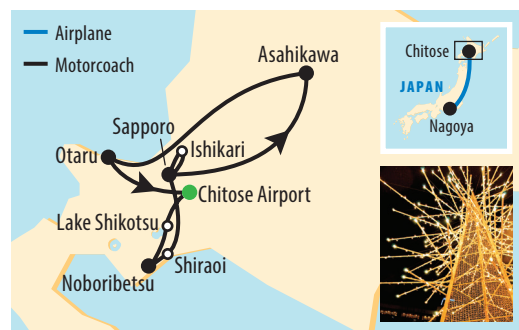 Airplane
Motorcoach
Asahikawa
Sapporo
Ishikari
Otaru
Chitose Airport
Lake Shikotsu
Shiraoi
Noboribetsu
Chitose
JAPAN
Nagoya